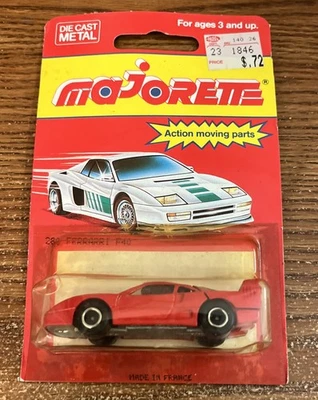 DIE CAST
METAL
For ages 3 and up.
140 26
23 1846
PRICE $.72
majorette®
Action moving parts
280 FERRARI F40
MADE IN FRANCE